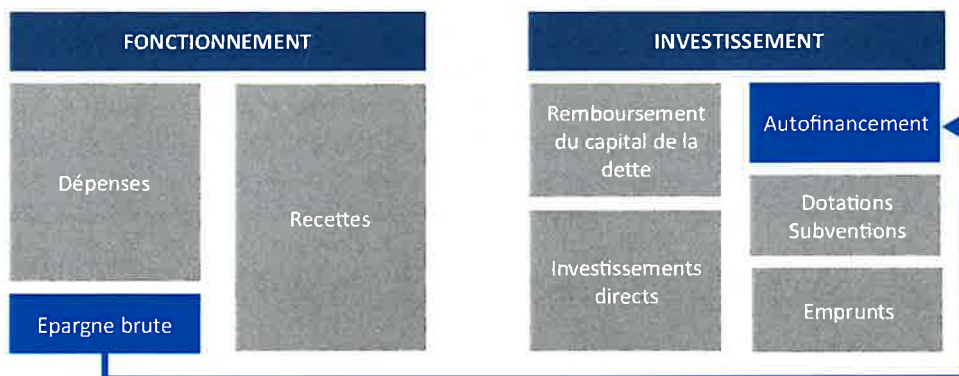 FONCTIONNEMENT
Dépenses
Epargne brute
Recettes
INVESTISSEMENT
Remboursement
du capital de la
dette
Investissements
directs
Autofinancement
Dotations
Subventions
Emprunts